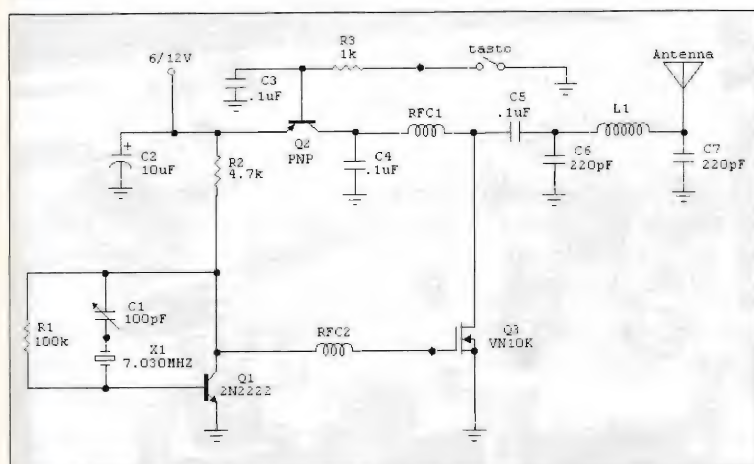 6/12V
C2
10uF
C3
.1uF
R3
1k
tasto
Antenna
Q2
PNP
RFC1
C5
.1uF
L1
C4
.1uF
C6
220pF
C7
220pF
R2
4.7k
R1
100k
C1
100pF
X1
7.030MHZ
RFC2
Q1
2N2222
Q3
VN10K